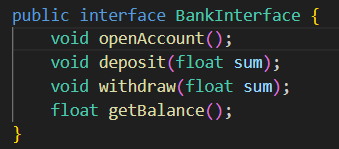 public interface BankInterface {
    void openAccount();
    void deposit(float sum);
    void withdraw(float sum);
    float getBalance();
}